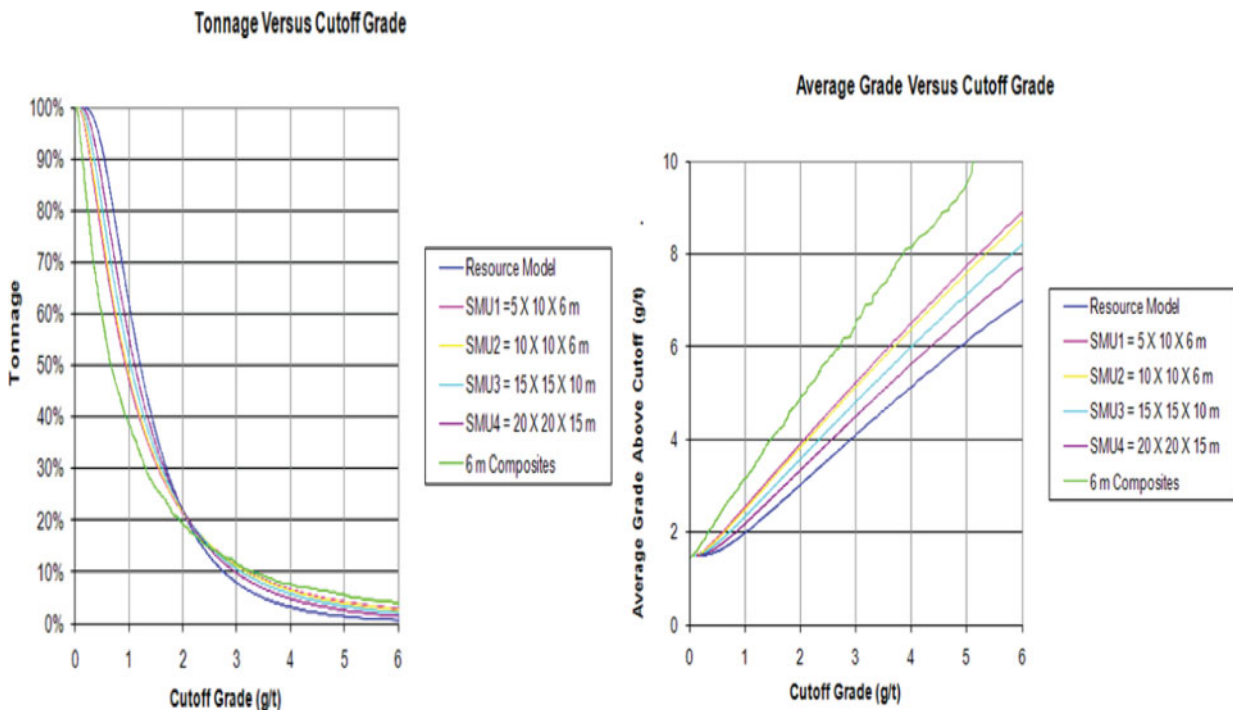 Tonnage Versus Cutoff Grade
100%
90%
80%
70%
60%
50%
40%
30%
20%
10%
0%
Tonnage
0 1 2 3 4 5 6
Cutoff Grade (g/t)
Resource Model
SMU1 =5 X 10 X 6 m
SMU2 = 10 X 10 X 6 m
SMU3 = 15 X 15 X 10 m
SMU4 = 20 X 20 X 15 m
6 m Composites
Average Grade Versus Cutoff Grade
10
8
6
4
2
0
Average Grade Above Cutoff (g/t)
0 1 2 3 4 5 6
Cutoff Grade (g/t)
Resource Model
SMU1 = 5 X 10 X 6 m
SMU2 = 10 X 10 X 6 m
SMU3 = 15 X 15 X 10 m
SMU4 = 20 X 20 X 15 m
6 m Composites